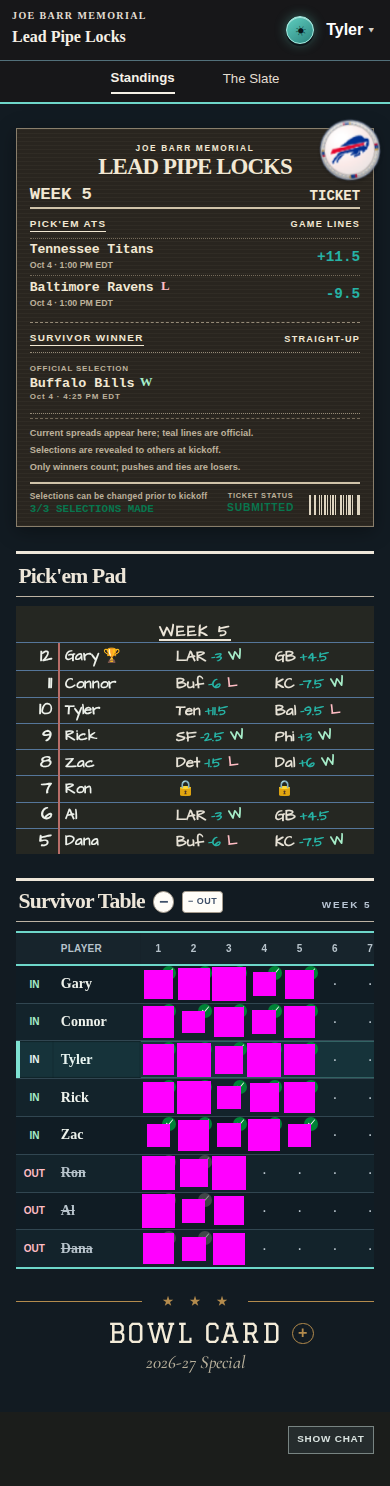 JOE BARR MEMORIAL
Lead Pipe Locks
Tyler ▾
Standings The Slate
JOE BARR MEMORIAL
LEAD PIPE LOCKS
WEEK 5 TICKET
PICK'EM ATS GAME LINES
Tennessee Titans
Oct 4 · 1:00 PM EDT
+11.5
Baltimore Ravens L
Oct 4 · 1:00 PM EDT
-9.5
SURVIVOR WINNER STRAIGHT-UP
OFFICIAL SELECTION
Buffalo Bills W
Oct 4 · 4:25 PM EDT
Current spreads appear here; teal lines are official.
Selections are revealed to others at kickoff.
Only winners count; pushes and ties are losers.
Selections can be changed prior to kickoff
3/3 SELECTIONS MADE
TICKET STATUS
SUBMITTED
Pick'em Pad
WEEK 5
12 Gary 🏆 LAR -3 W GB +4.5
11 Connor Buf -6 L KC -7.5 W
10 Tyler Ten +11.5 Bal -9.5 L
9 Rick SF -2.5 W Phi +3 W
8 Zac Det -1.5 L Dal +6 W
7 Ron 🔒 🔒
6 Al LAR -3 W GB +4.5
5 Dana Buf -6 L KC -7.5 W
Survivor Table − − OUT WEEK 5
PLAYER 1 2 3 4 5 6 7
IN Gary · ·
IN Connor · ·
IN Tyler · ·
IN Rick · ·
IN Zac · ·
OUT Ron · · · ·
OUT Al · · · ·
OUT Dana · · · ·
★ ★ ★
BOWL CARD +
2026-27 Special
SHOW CHAT